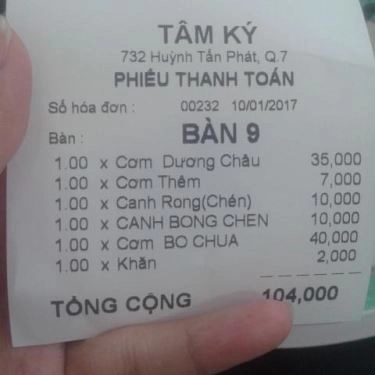 TÂM KÝ
732 Huỳnh Tấn Phát, Q.7
PHIẾU THANH TOÁN
Số hóa đơn : 00232 10/01/2017
Bàn : BÀN 9
1.00 x Cơm Dương Châu 35,000
1.00 x Cơm Thêm 7,000
1.00 x Canh Rong(Chén) 10,000
1.00 x CANH BONG CHEN 10,000
1.00 x Cơm BO CHUA 40,000
1.00 x Khăn 2,000
TỔNG CỘNG 104,000